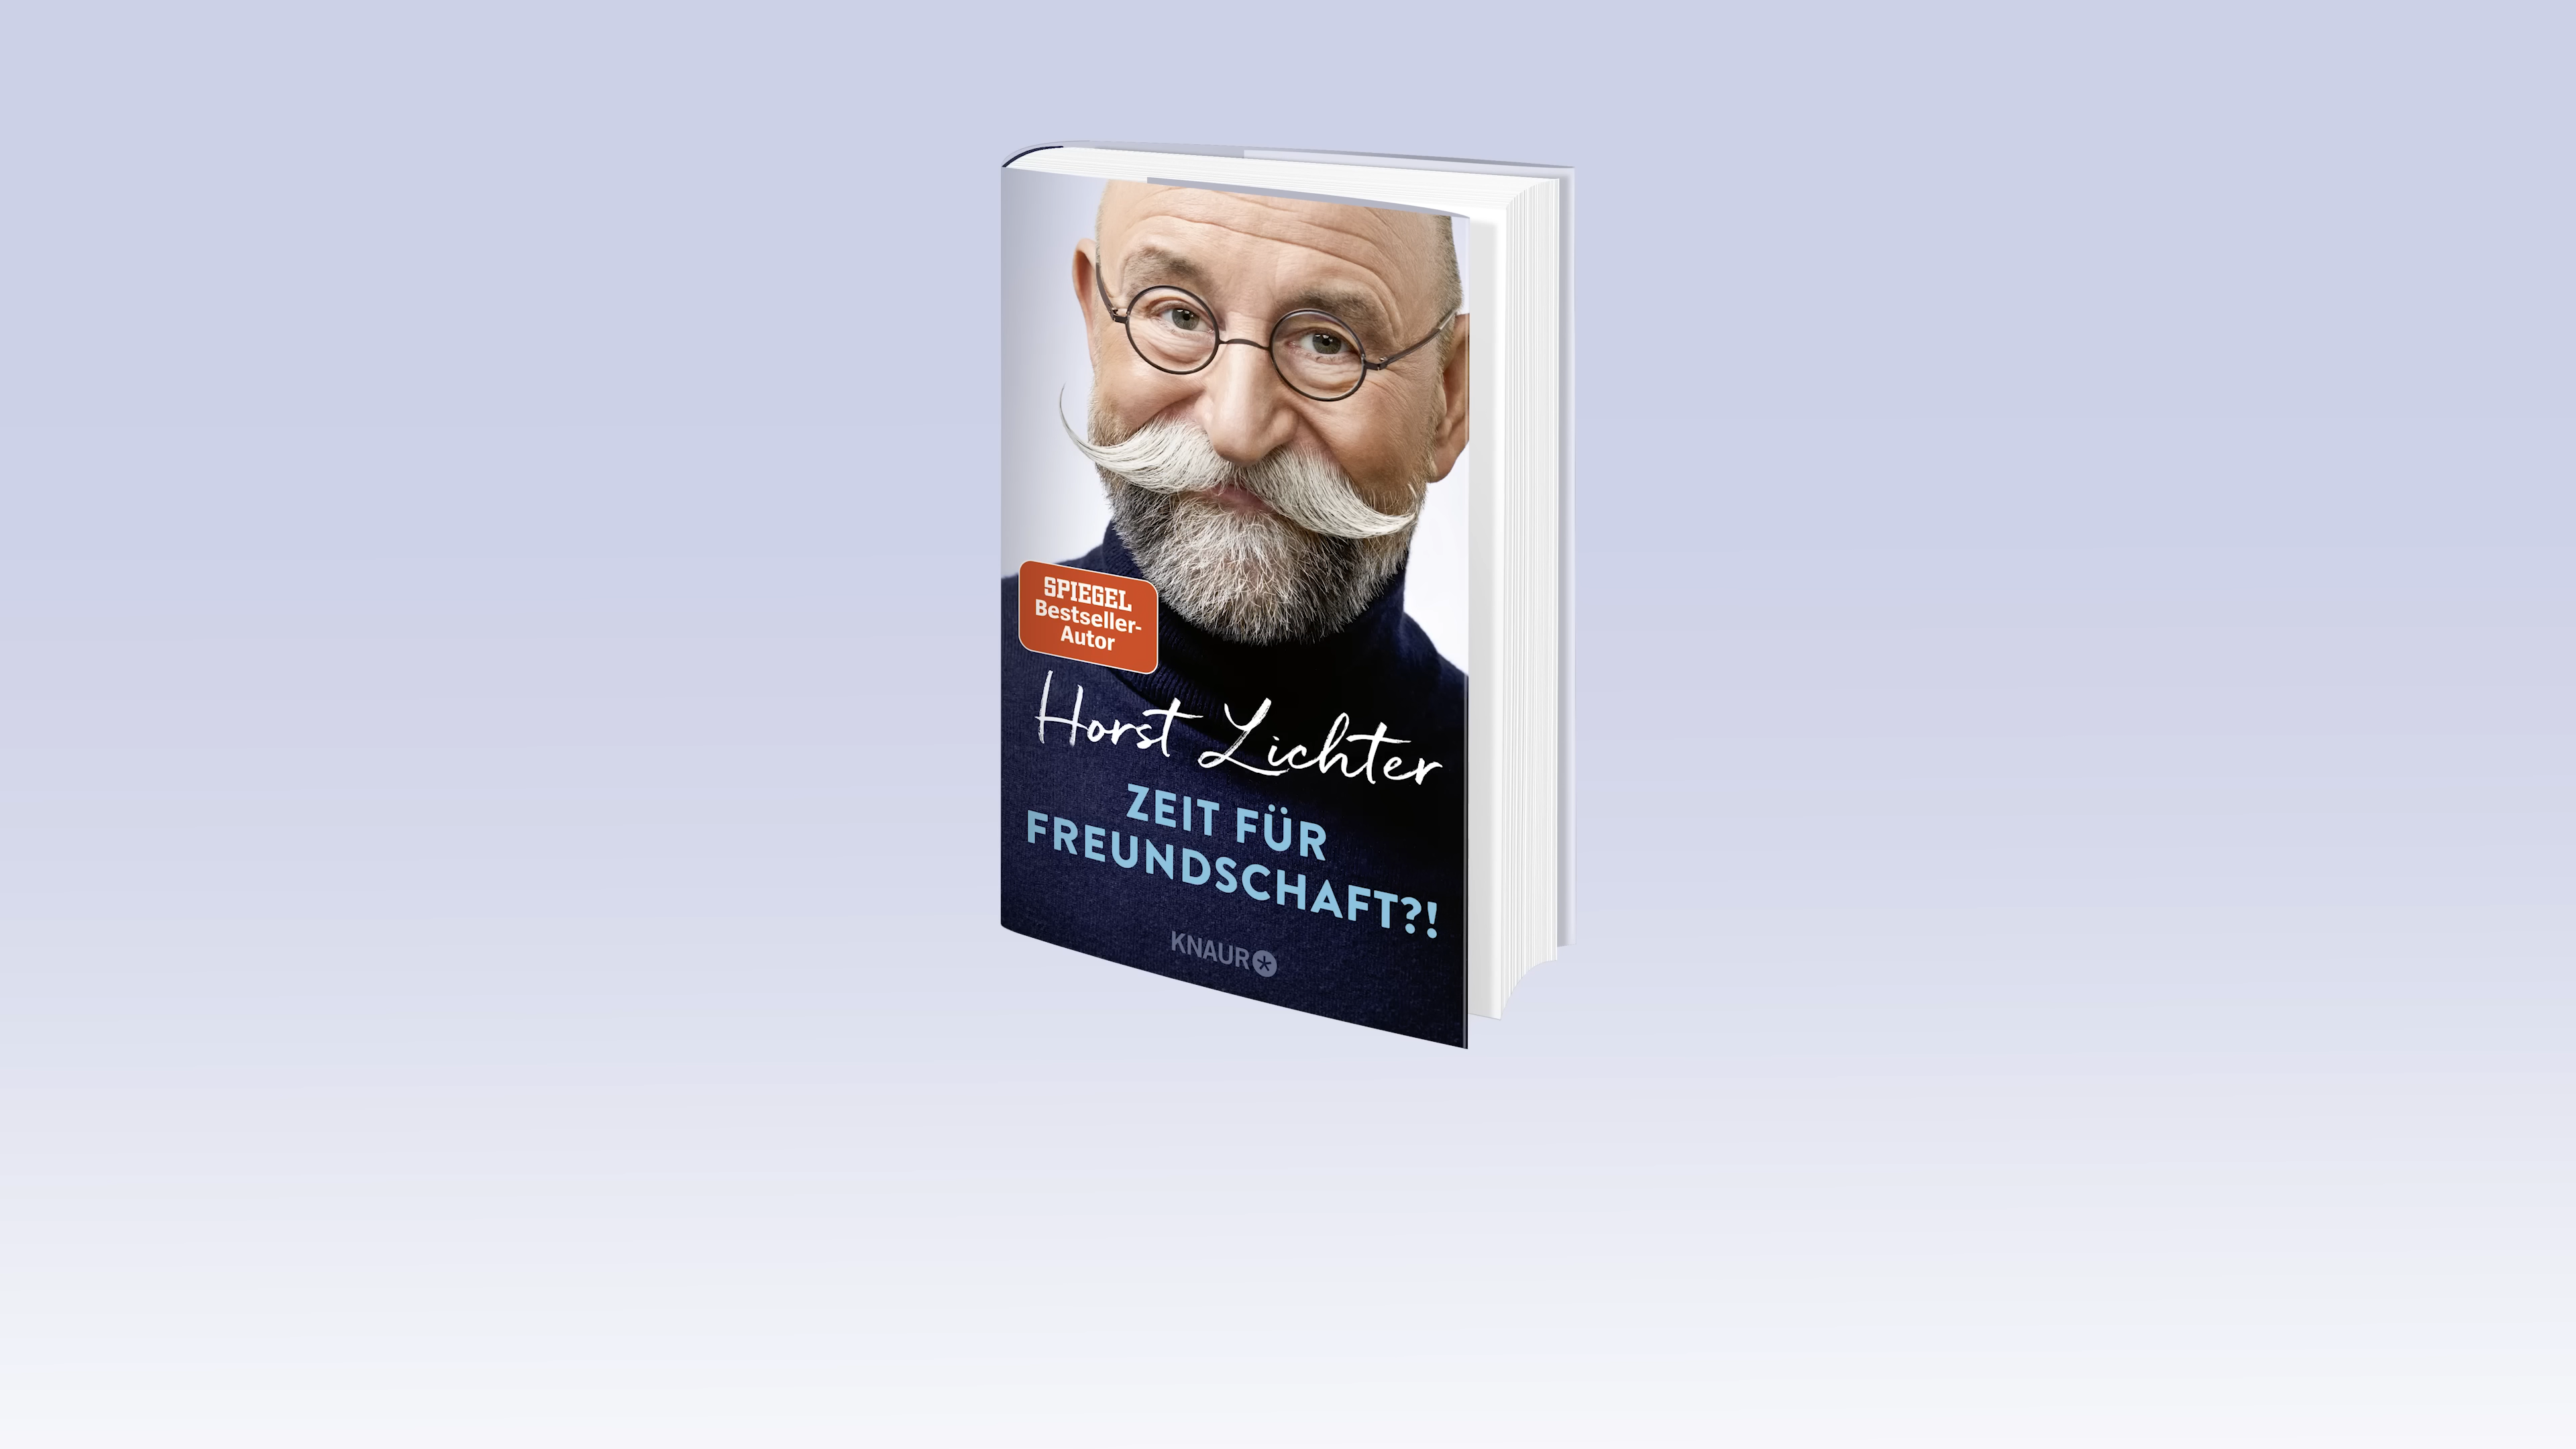 SPIEGEL
Bestseller-
Autor
Horst Lichter
ZEIT FÜR
FREUNDSCHAFT?!
KNAUR